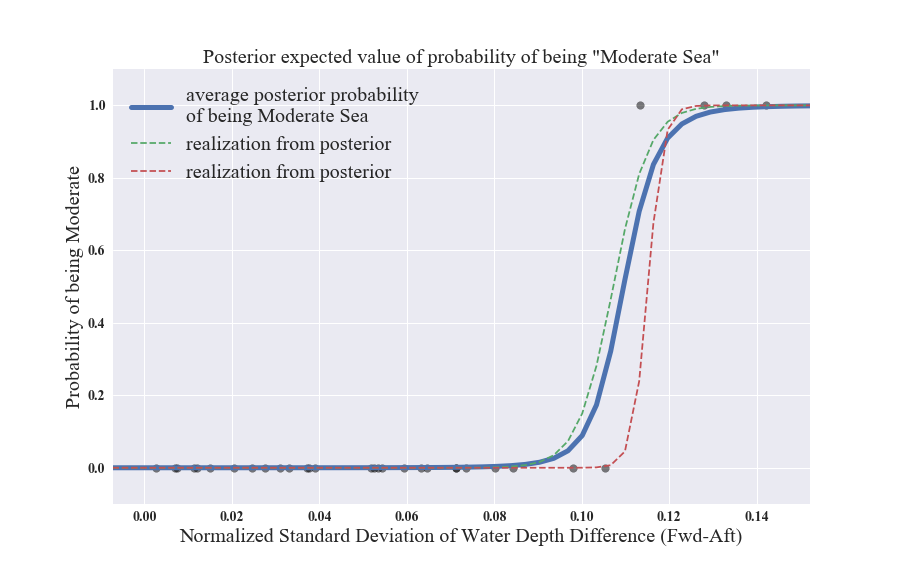 Posterior expected value of probability of being "Moderate Sea"
average posterior probability
of being Moderate Sea
realization from posterior
realization from posterior
Probability of being Moderate
1.0
0.8
0.6
0.4
0.2
0.0
0.00 0.02 0.04 0.06 0.08 0.10 0.12 0.14
Normalized Standard Deviation of Water Depth Difference (Fwd-Aft)